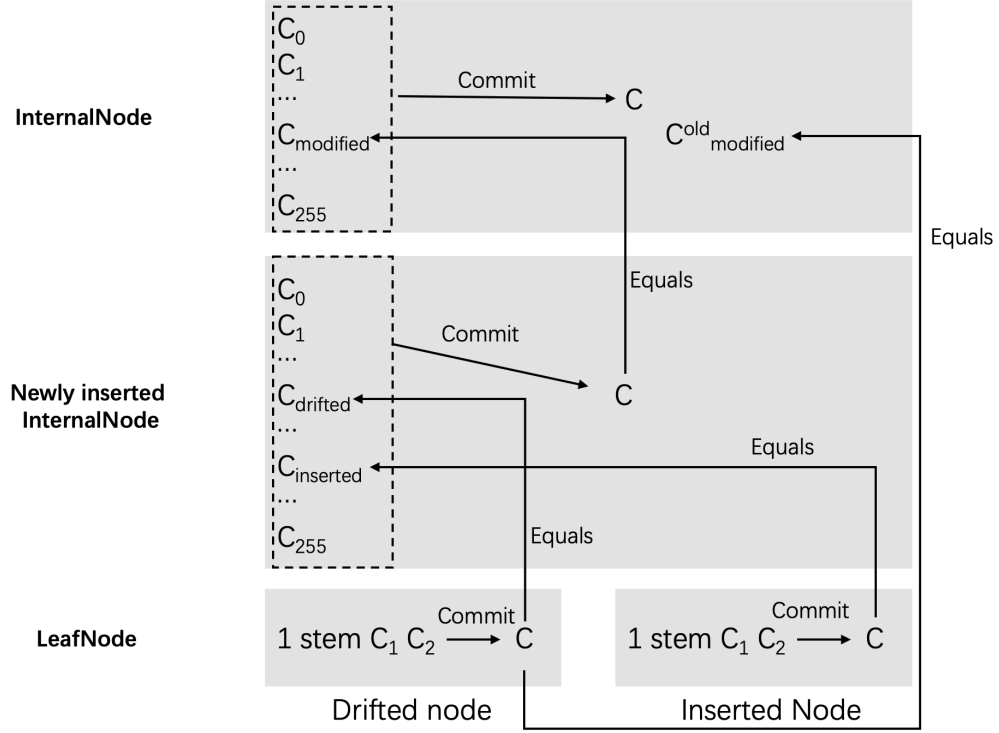 InternalNode
C0
C1
...
Cmodified
...
C255
Commit
C
Cold modified
Equals
Newly inserted
InternalNode
C0
C1
...
Cdrifted
...
Cinserted
...
C255
Commit
C
Equals
Equals
Equals
LeafNode
1 stem C1 C2
Commit
C
Drifted node
1 stem C1 C2
Commit
C
Inserted Node